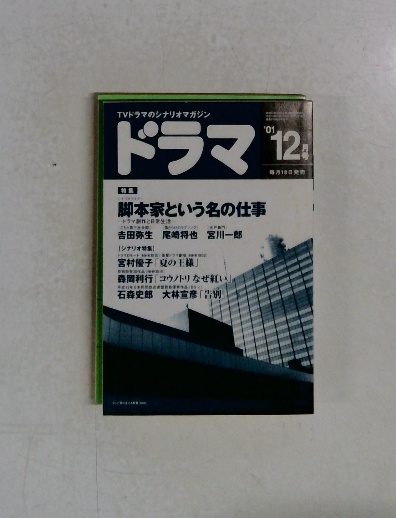 TVドラマのシナリオマガジン
ドラマ
'01
12月号
毎月18日発売
特集
脚本家という名の仕事
吉田弥生 尾崎将也 宮川一郎
[シナリオ特集]
宮村優子「夏の王様」
森岡利行「コウノトリなぜ紅い」
石森史郎 大林宣彦「告別」